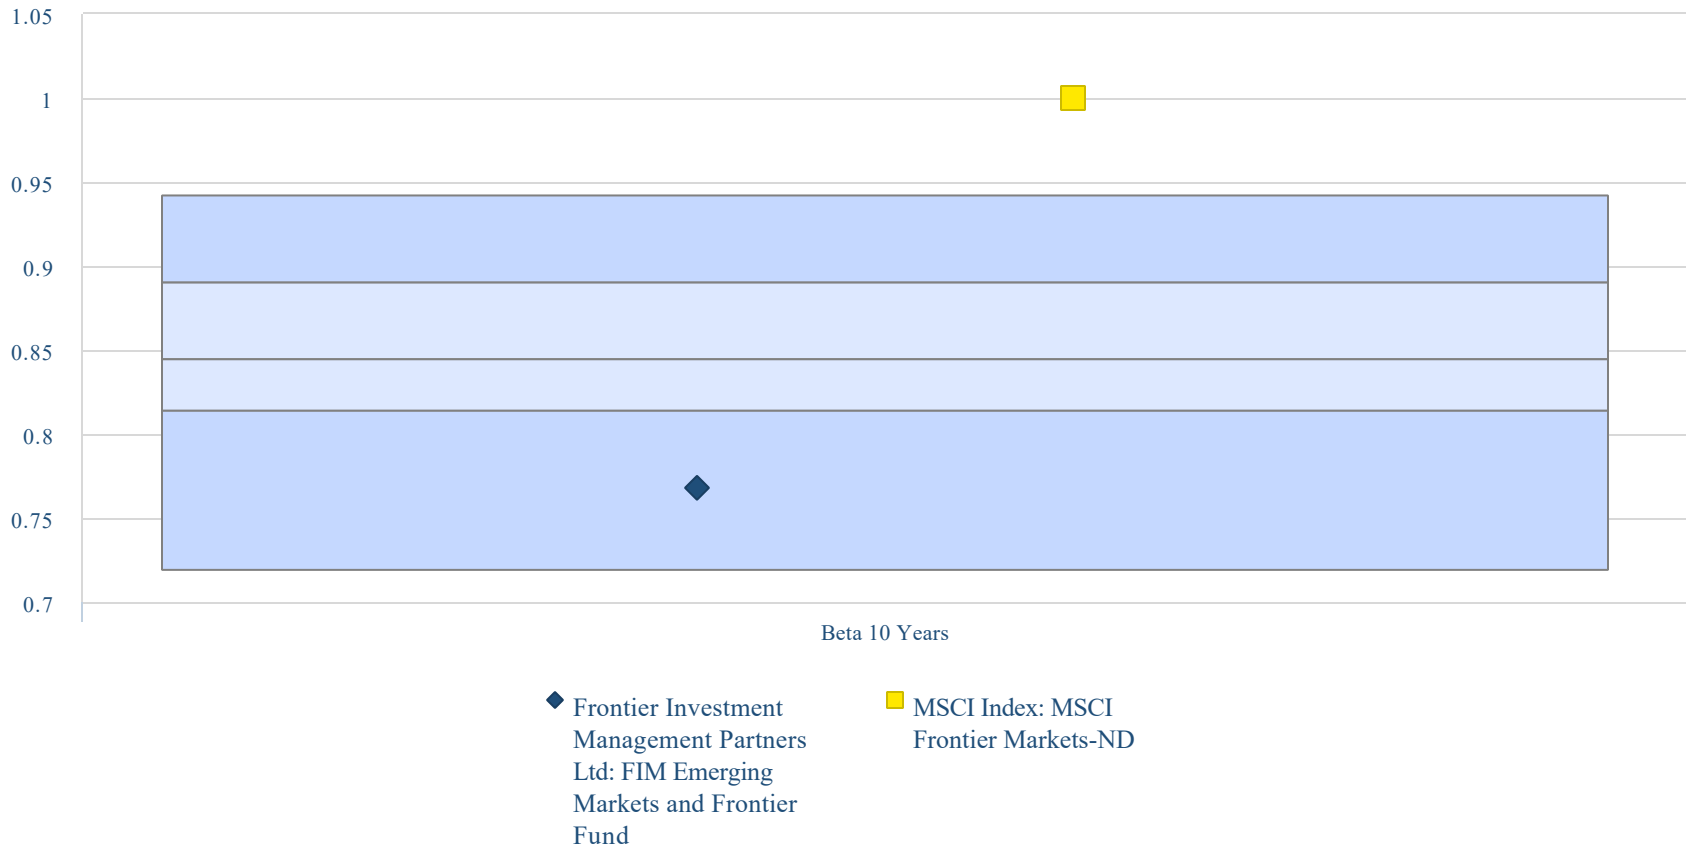 1.05
1
0.95
0.9
0.85
0.8
0.75
0.7
Beta 10 Years
Frontier Investment
Management Partners
Ltd: FIM Emerging
Markets and Frontier
Fund
MSCI Index: MSCI
Frontier Markets-ND